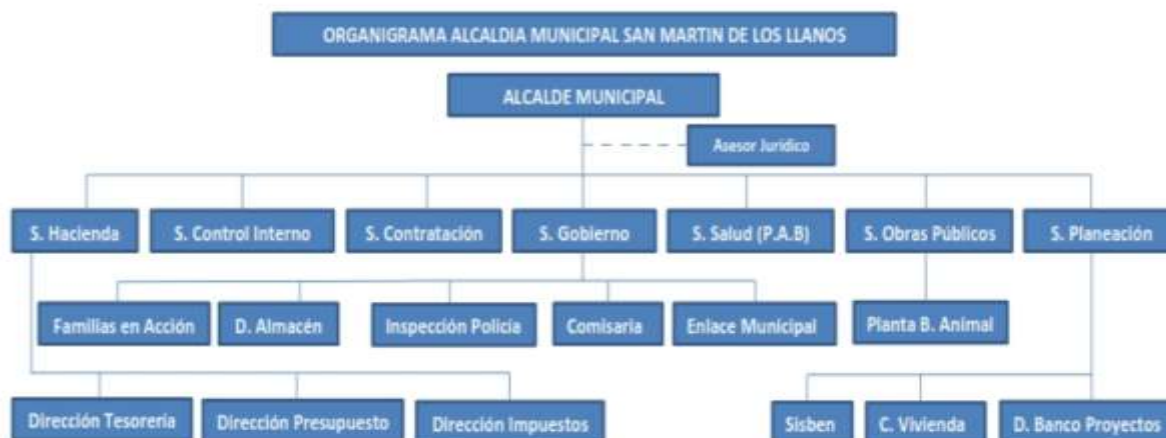 ORGANIGRAMA ALCALDIA MUNICIPAL SAN MARTIN DE LOS LLANOS
ALCALDE MUNICIPAL
Asesor Jurídico
S. Hacienda
S. Control Interno
S. Contratación
S. Gobierno
S. Salud (P.A.B)
S. Obras Públicos
S. Planeación
Familias en Acción
D. Almacén
Inspección Policía
Comisaria
Enlace Municipal
Planta B. Animal
Dirección Tesorería
Dirección Presupuesto
Dirección Impuestos
Sisben
C. Vivienda
D. Banco Proyectos